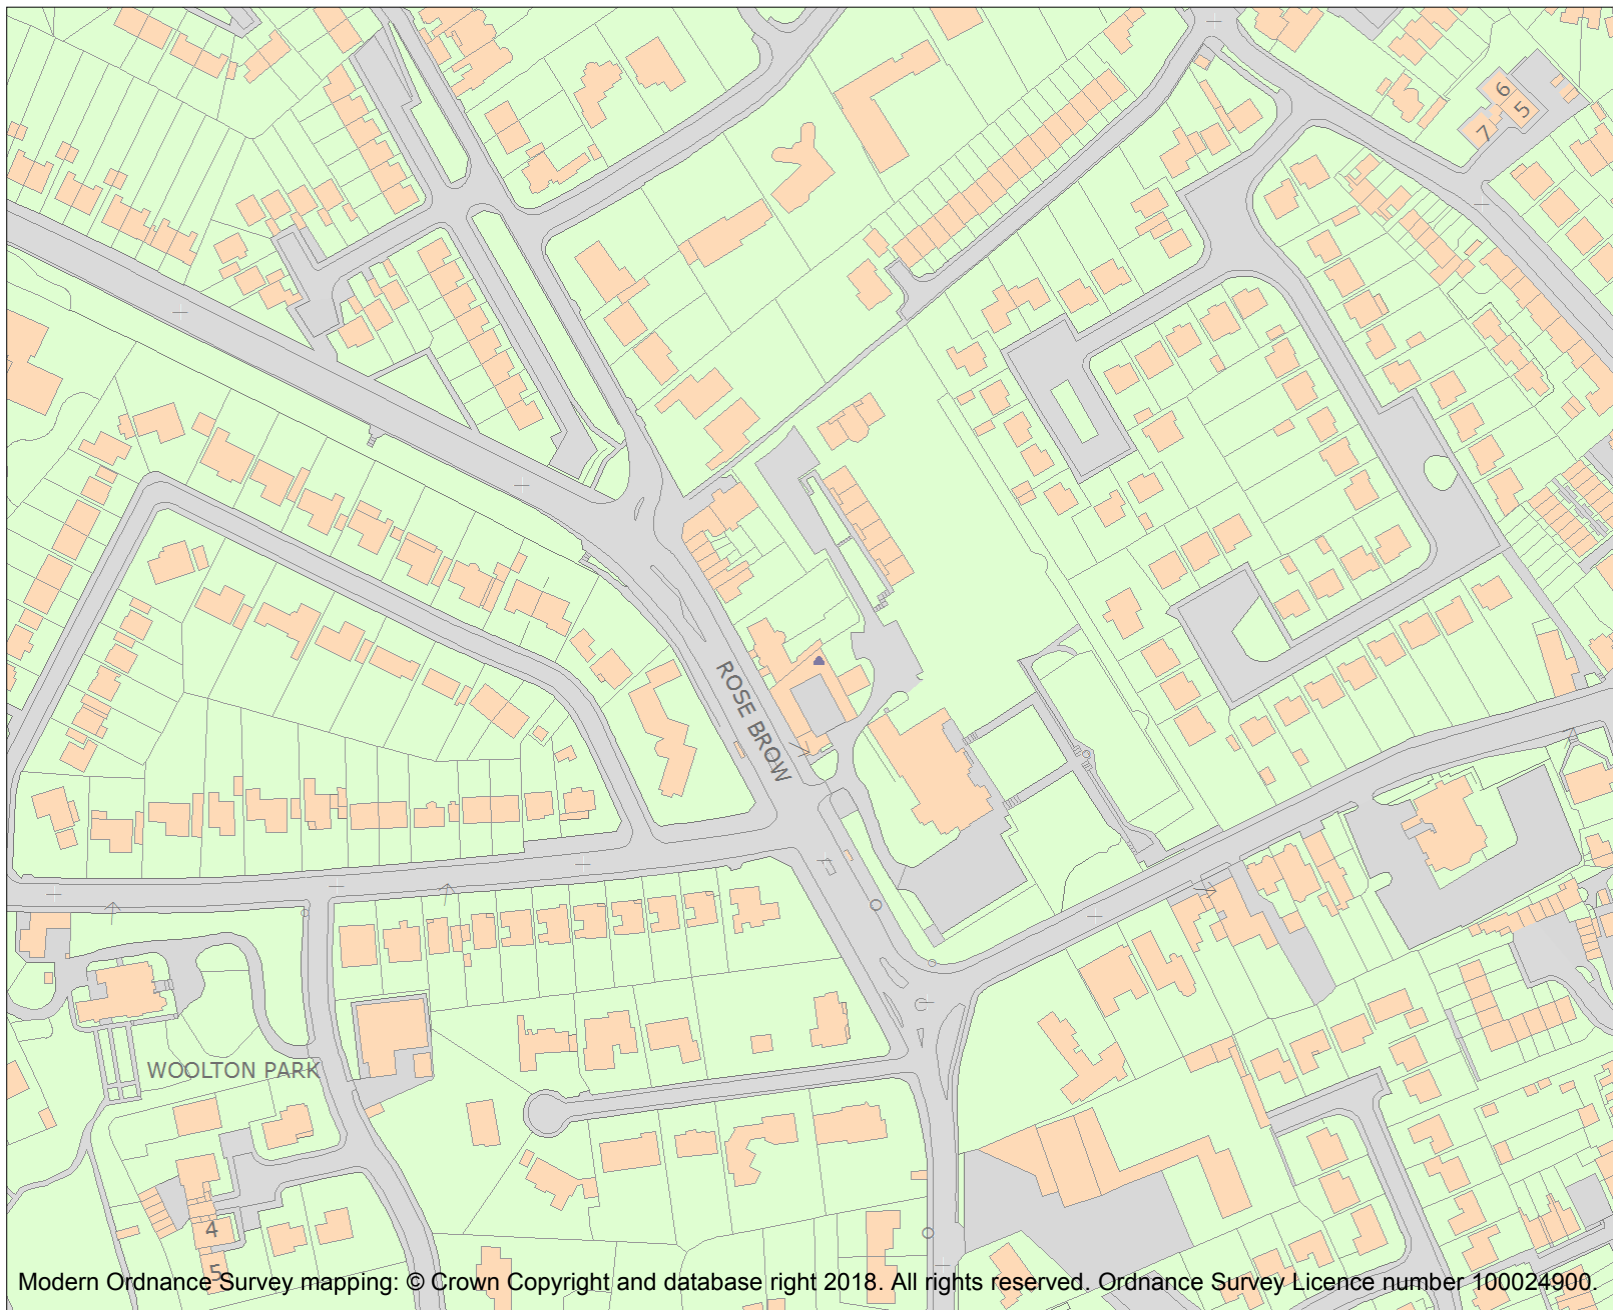 6
5
7
ROSE BROW
WOOLTON PARK
4
5
Modern Ordnance Survey mapping: © Crown Copyright and database right 2018. All rights reserved. Ordnance Survey Licence number 100024900.